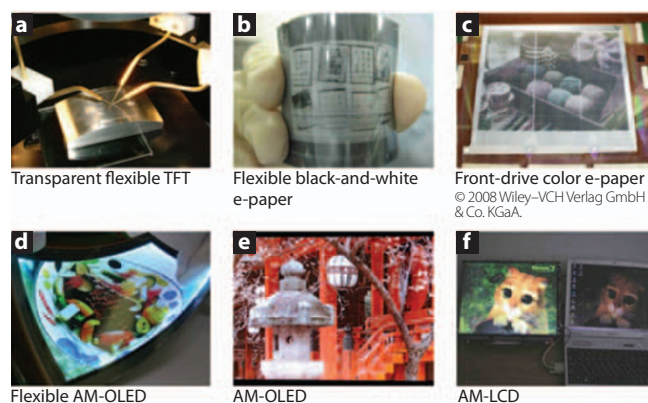 a
b
c
Transparent flexible TFT
Flexible black-and-white
e-paper
Front-drive color e-paper
© 2008 Wiley–VCH Verlag GmbH
& Co. KGaA.
d
e
f
Flexible AM-OLED
AM-OLED
AM-LCD